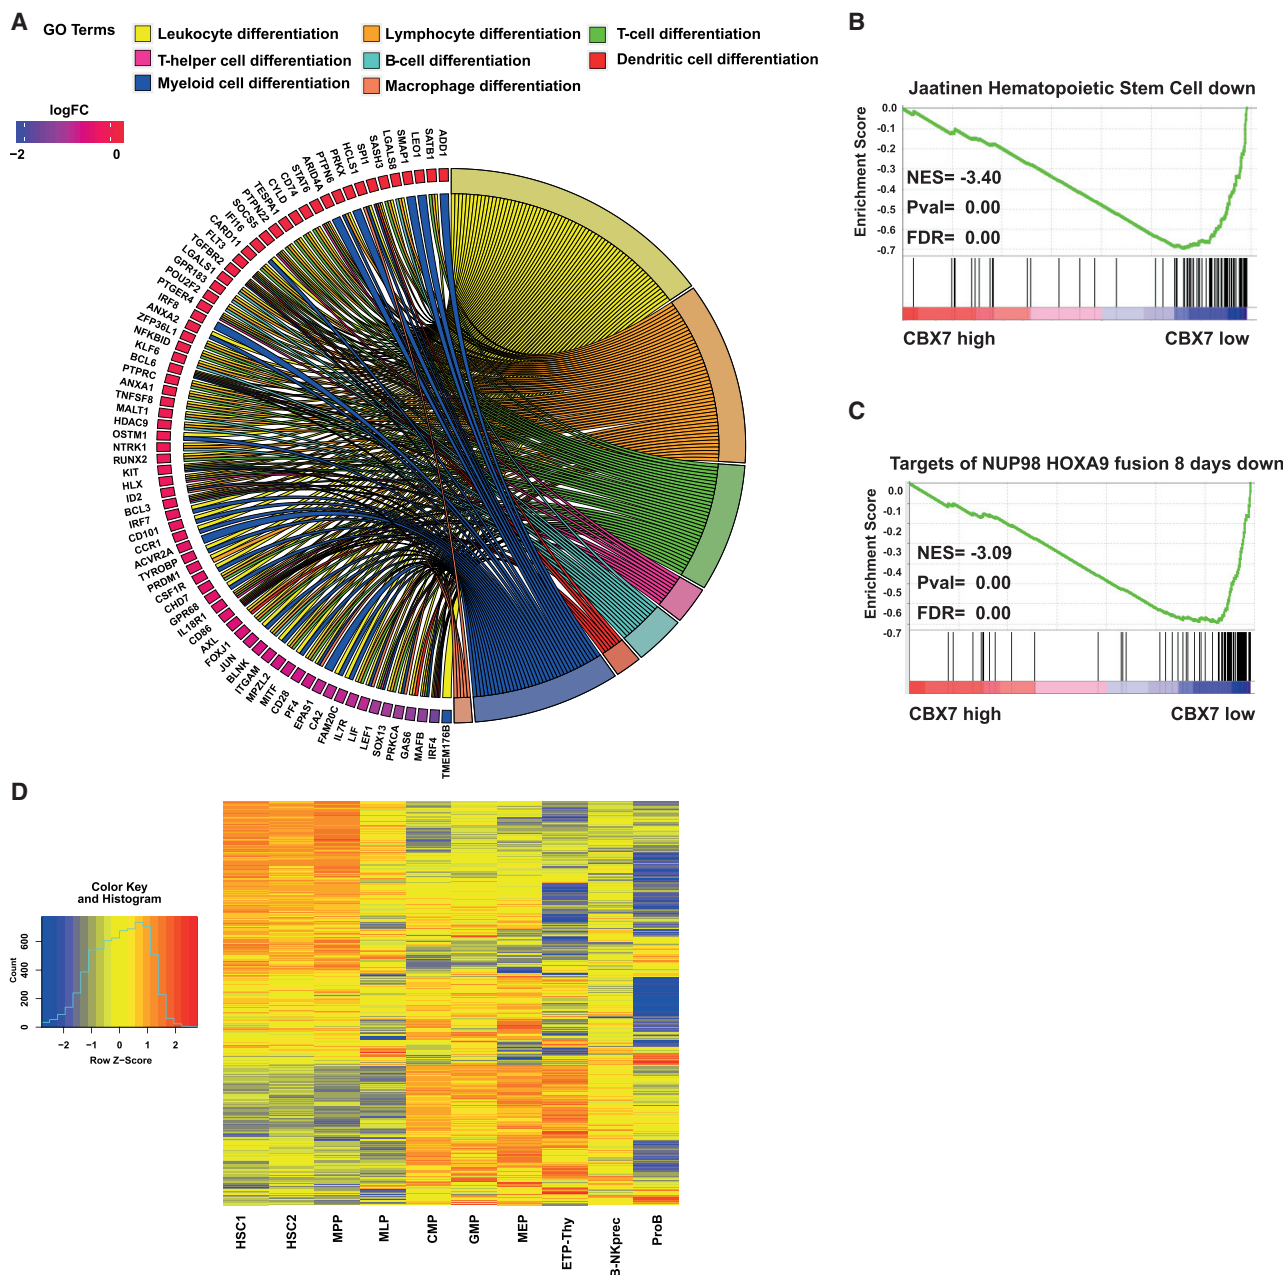 A
GO Terms
Leukocyte differentiation
Lymphocyte differentiation
T-cell differentiation
T-helper cell differentiation
B-cell differentiation
Dendritic cell differentiation
Myeloid cell differentiation
Macrophage differentiation
logFC
−2
0
ADD1
SATB1
LEO1
SMAP1
LGALS8
SASH3
SPI1
HCLS1
PRKX
PTPN6
ARID4A
STAT6
CD74
CYLD
TESPA1
PTPN22
SOCS5
IFI16
CARD11
FLT3
TGFBR2
LGALS1
GPR183
POU2F2
PTGER4
IRF8
ANXA2
ZFP36L1
NFKBID
KLF6
BCL6
PTPRC
ANXA1
TNFSF8
MALT1
HDAC9
OSTM1
NTRK1
RUNX2
KIT
HLX
ID2
BCL3
IRF7
CD101
CCR1
ACVR2A
TYROBP
PRDM1
CSF1R
CHD7
GPR68
IL18R1
CD86
AXL
FOXJ1
JUN
BLNK
ITGAM
MPZL2
MITF
CD28
PF4
EPAS1
CA2
FAM20C
IL7R
LIF
LEF1
SOX13
PRKCA
GAS6
MAFB
IRF4
TMEM176B
B
Jaatinen Hematopoietic Stem Cell down
Enrichment Score
0.0
-0.1
-0.2
-0.3
-0.4
-0.5
-0.6
-0.7
NES= -3.40
Pval= 0.00
FDR= 0.00
CBX7 high
CBX7 low
C
Targets of NUP98 HOXA9 fusion 8 days down
Enrichment Score
0.0
-0.1
-0.2
-0.3
-0.4
-0.5
-0.6
-0.7
NES= -3.09
Pval= 0.00
FDR= 0.00
CBX7 high
CBX7 low
D
Color Key
and Histogram
Count
0
200
400
600
−2
−1
0
1
2
Row Z−Score
HSC1
HSC2
MPP
MLP
CMP
GMP
MEP
ETP-Thy
B-NKprec
ProB